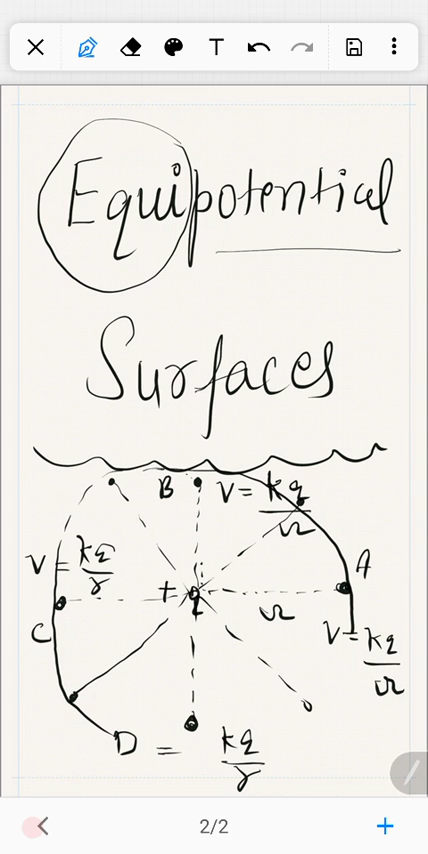 T
Equipotential
Surfaces
B V = kq/r
V = kq/r
A
+q
r
C
V = kq/r
D = kq/r
2/2